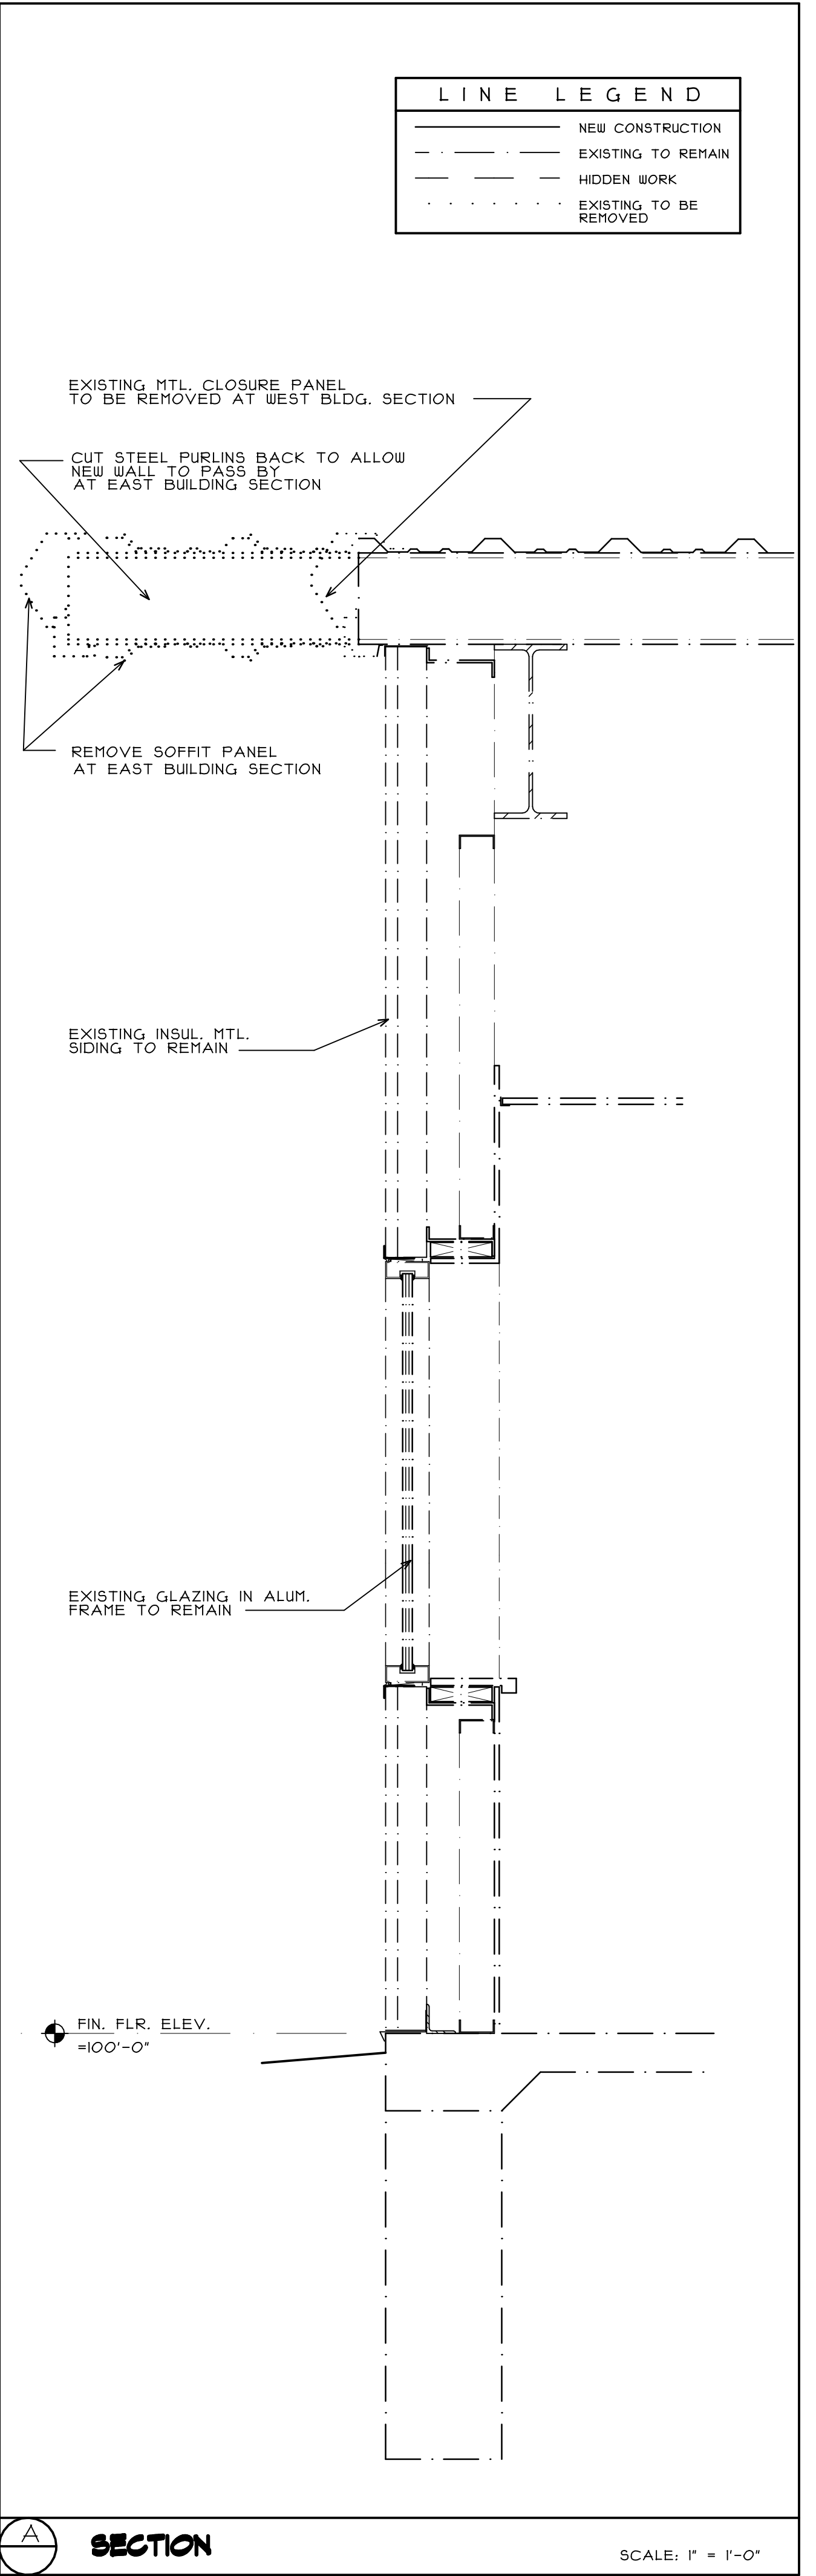 LINE LEGEND
NEW CONSTRUCTION
EXISTING TO REMAIN
HIDDEN WORK
EXISTING TO BE
REMOVED
EXISTING MTL. CLOSURE PANEL
TO BE REMOVED AT WEST BLDG. SECTION
CUT STEEL PURLINS BACK TO ALLOW
NEW WALL TO PASS BY
AT EAST BUILDING SECTION
REMOVE SOFFIT PANEL
AT EAST BUILDING SECTION
EXISTING INSUL. MTL.
SIDING TO REMAIN
EXISTING GLAZING IN ALUM.
FRAME TO REMAIN
FIN. FLR. ELEV.
=100'-0"
A
SECTION
SCALE: 1" = 1'-0"